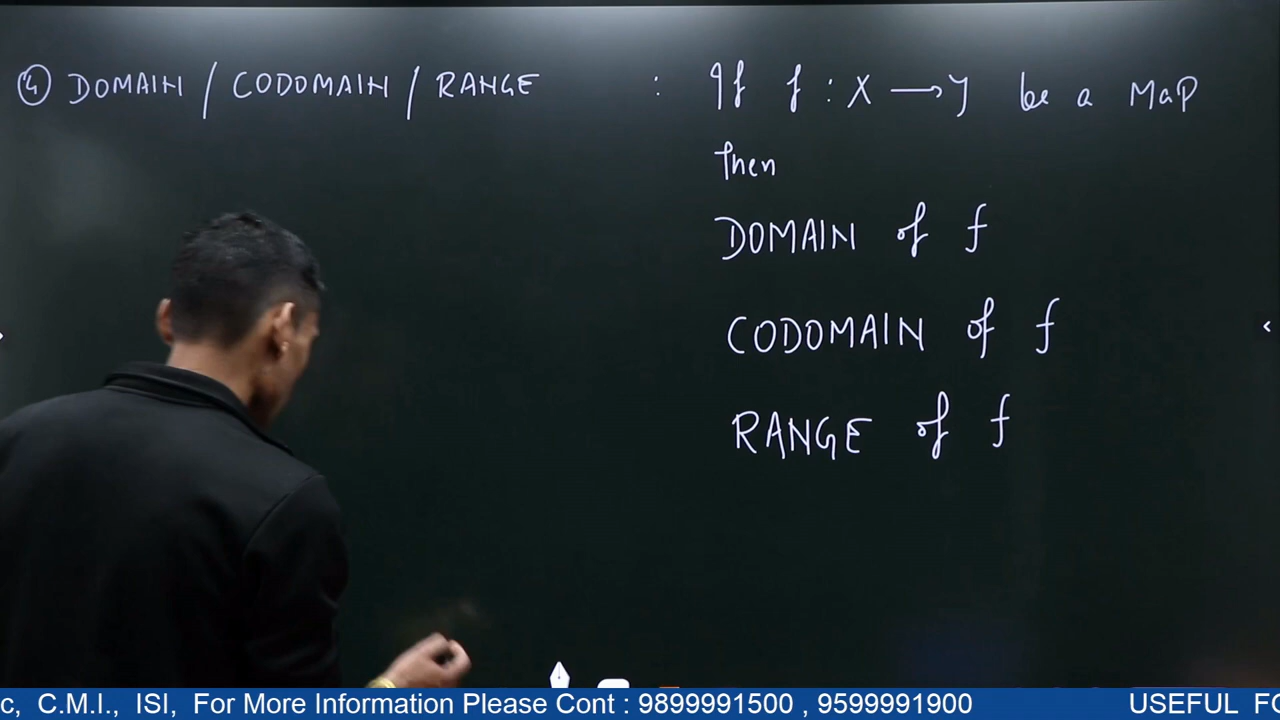 ④ DOMAIN / CODOMAIN / RANGE : If f : X → Y be a MaP
then
DOMAIN of f
CODOMAIN of f
RANGE of f
c, C.M.I., ISI, For More Information Please Cont : 9899991500 , 9599991900 USEFUL FO